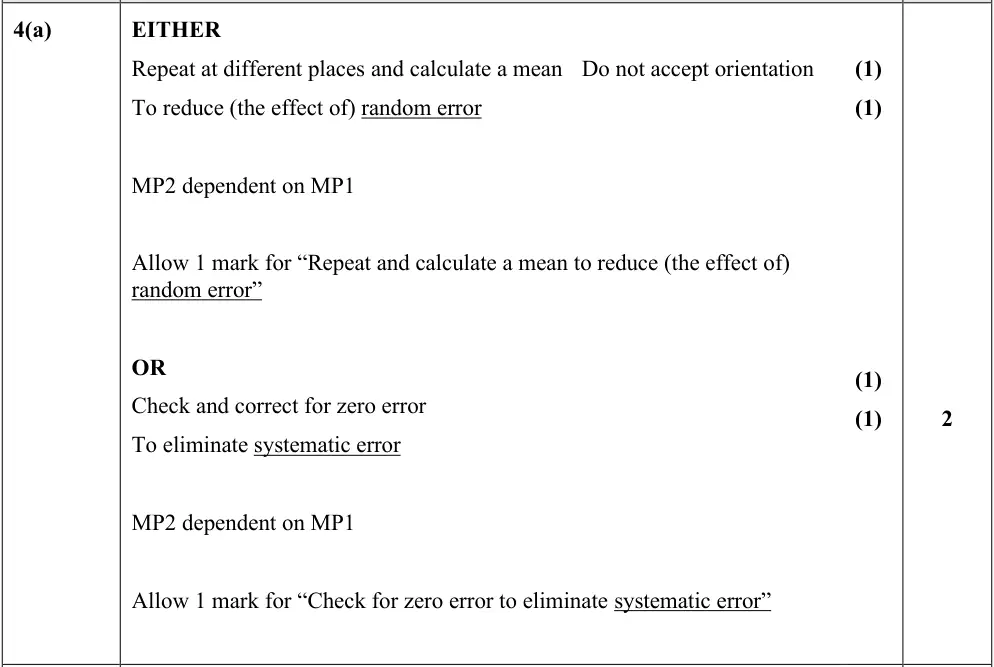 4(a) EITHER
Repeat at different places and calculate a mean Do not accept orientation (1)
To reduce (the effect of) random error (1)
MP2 dependent on MP1
Allow 1 mark for “Repeat and calculate a mean to reduce (the effect of)
random error”
OR
(1)
Check and correct for zero error
(1) 2
To eliminate systematic error
MP2 dependent on MP1
Allow 1 mark for “Check for zero error to eliminate systematic error”